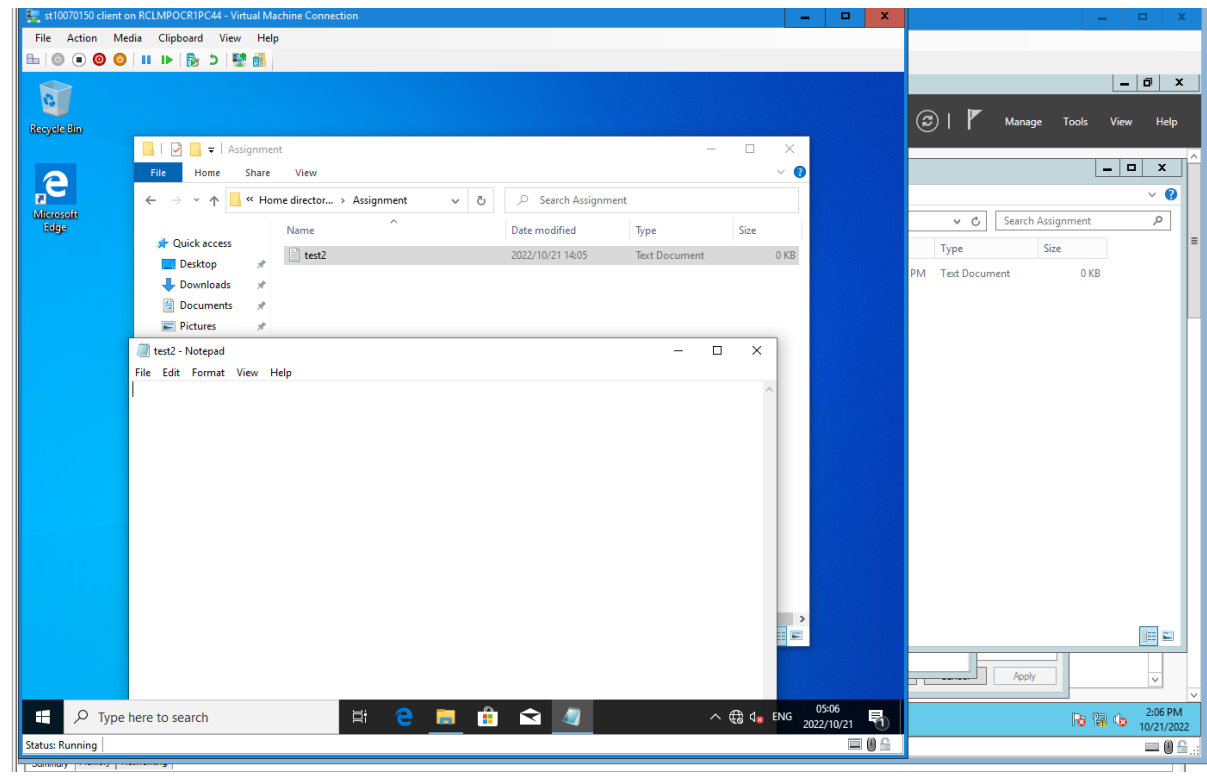 st10070150 client on RCLMPOCR1PC44 - Virtual Machine Connection
File Action Media Clipboard View Help
Recycle Bin
Microsoft
Edge
Assignment
File Home Share View
« Home director... › Assignment
Search Assignment
Name Date modified Type Size
Quick access
Desktop
Downloads
Documents
Pictures
test2 2022/10/21 14:05 Text Document 0 KB
test2 - Notepad
File Edit Format View Help
Type here to search
ENG
05:06
2022/10/21
1
Status: Running
Manage Tools View Help
Search Assignment
Type Size
PM Text Document 0 KB
Apply
2:06 PM
10/21/2022